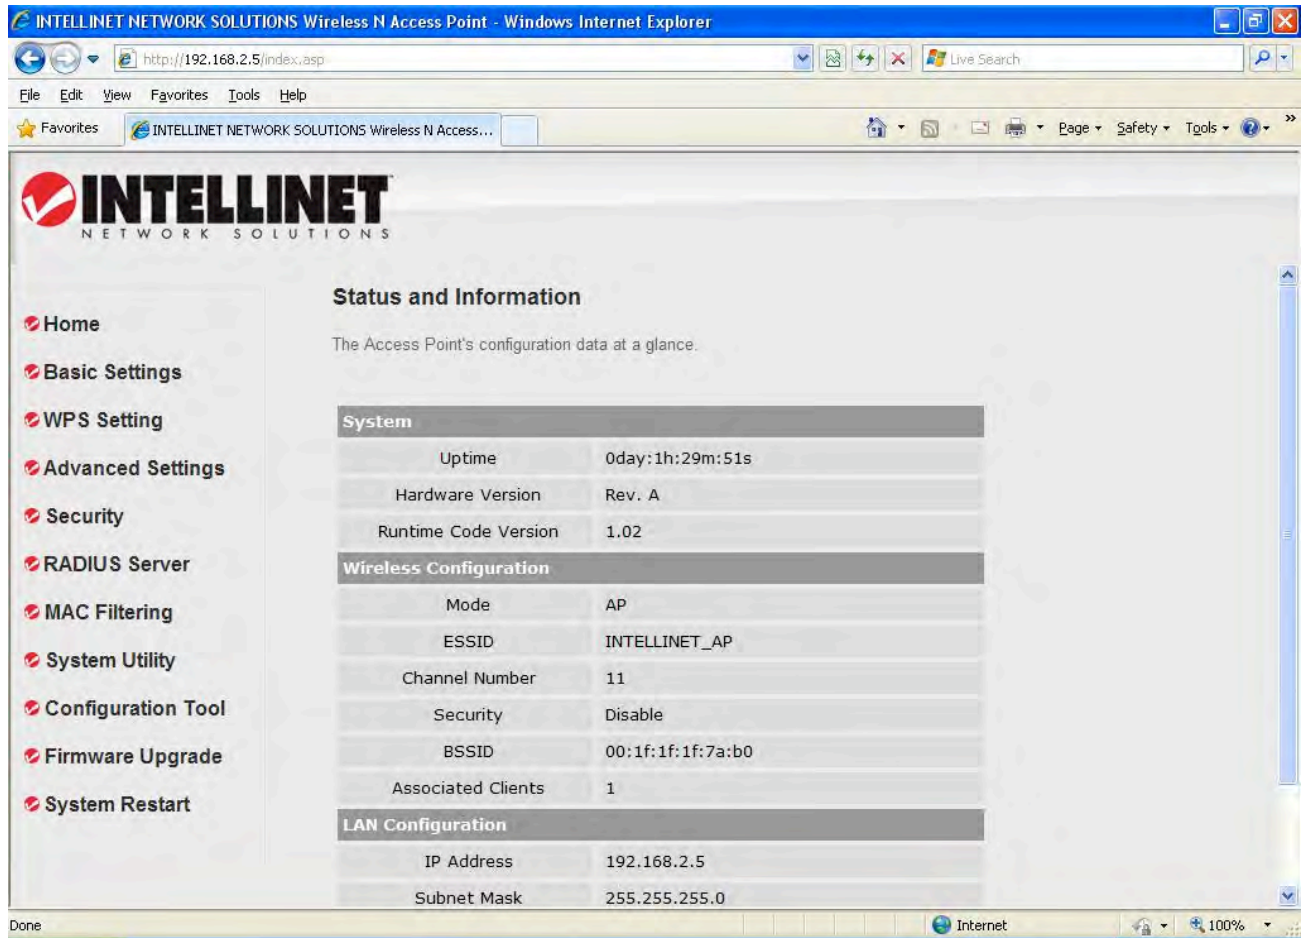 INTELLINET NETWORK SOLUTIONS Wireless N Access Point - Windows Internet Explorer
http://192.168.2.5/index.asp
Live Search
File Edit View Favorites Tools Help
Favorites
INTELLINET NETWORK SOLUTIONS Wireless N Access...
Page Safety Tools
INTELLINET
NETWORK SOLUTIONS
Home
Basic Settings
WPS Setting
Advanced Settings
Security
RADIUS Server
MAC Filtering
System Utility
Configuration Tool
Firmware Upgrade
System Restart
Status and Information
The Access Point's configuration data at a glance.
System
Uptime 0day:1h:29m:51s
Hardware Version Rev. A
Runtime Code Version 1.02
Wireless Configuration
Mode AP
ESSID INTELLINET_AP
Channel Number 11
Security Disable
BSSID 00:1f:1f:1f:7a:b0
Associated Clients 1
LAN Configuration
IP Address 192.168.2.5
Subnet Mask 255.255.255.0
Done
Internet
100%